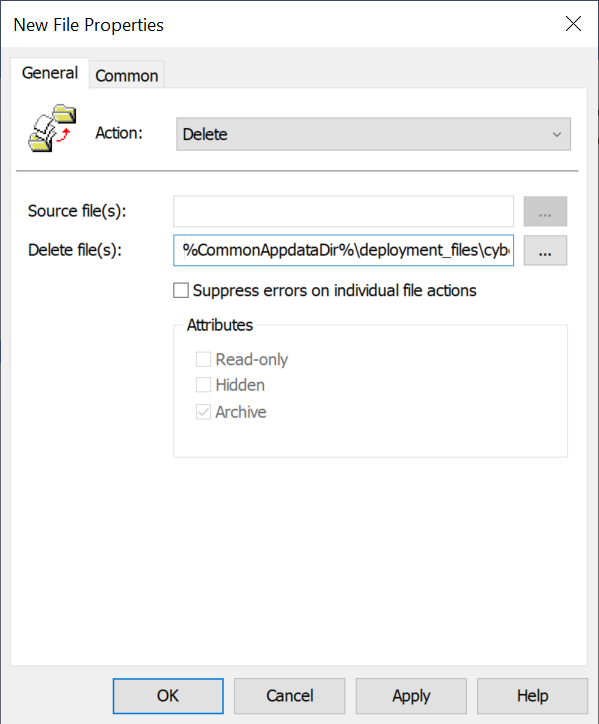 New File Properties
General Common
Action: Delete
Source file(s): ...
Delete file(s): %CommonAppdataDir%\deployment_files\cyb ...
Suppress errors on individual file actions
Attributes
Read-only
Hidden
Archive
OK Cancel Apply Help